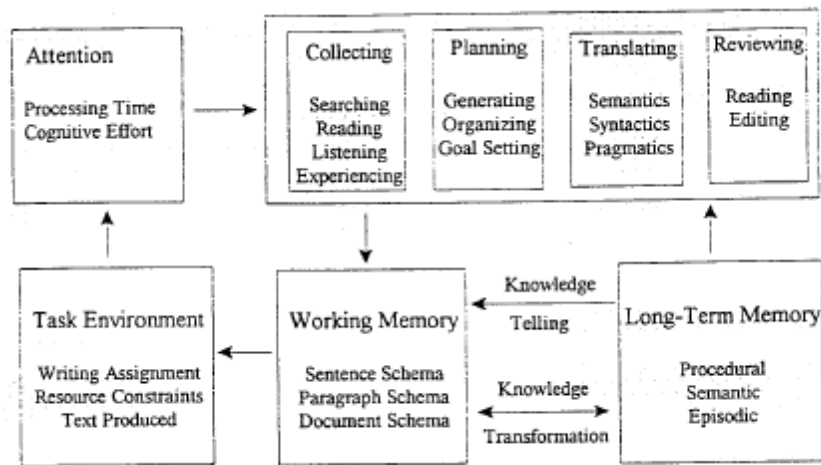 Attention
Processing Time
Cognitive Effort
Collecting
Searching
Reading
Listening
Experiencing
Planning
Generating
Organizing
Goal Setting
Translating
Semantics
Syntactics
Pragmatics
Reviewing
Reading
Editing
Task Environment
Writing Assignment
Resource Constraints
Text Produced
Working Memory
Sentence Schema
Paragraph Schema
Document Schema
Knowledge
Telling
Knowledge
Transformation
Long-Term Memory
Procedural
Semantic
Episodic